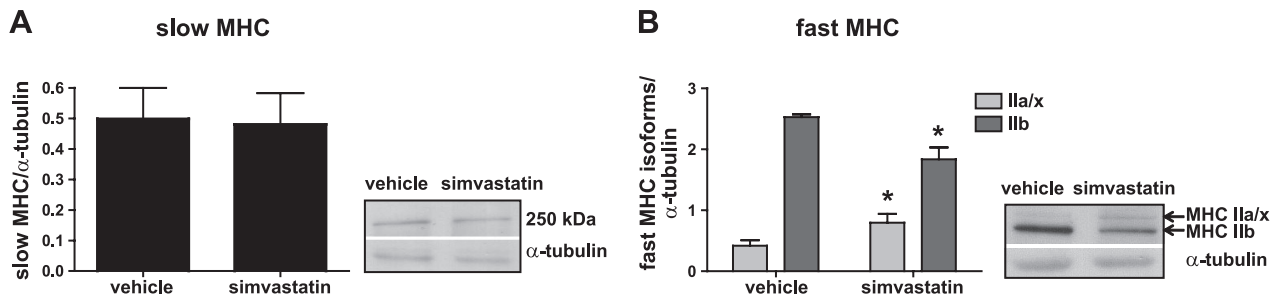 A
slow MHC
slow MHC/α-tubulin
0.6
0.5
0.4
0.3
0.2
0.1
0.0
vehicle
simvastatin
vehicle simvastatin
250 kDa
α-tubulin
B
fast MHC
fast MHC isoforms/
α-tubulin
3
2
1
0
IIa/x
IIb
*
*
vehicle
simvastatin
vehicle simvastatin
MHC IIa/x
MHC IIb
α-tubulin